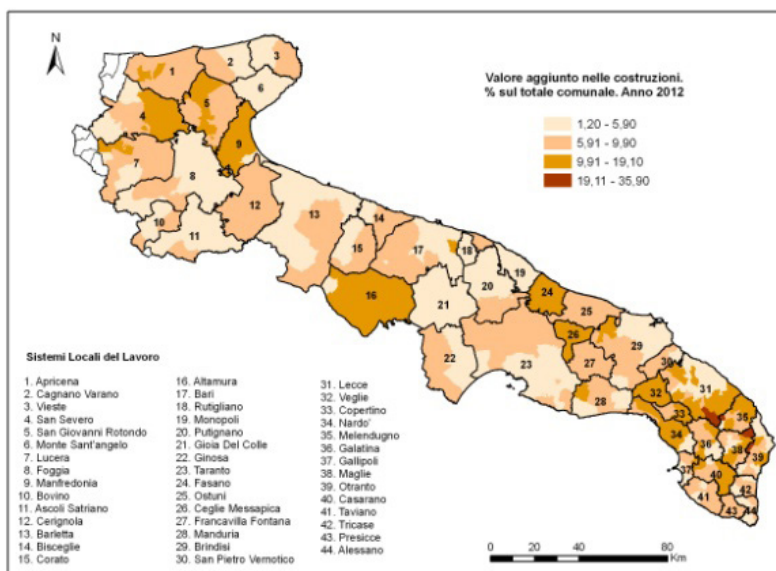 N
Valore aggiunto nelle costruzioni.
% sul totale comunale. Anno 2012
1,20 - 5,90
5,91 - 9,90
9,91 - 19,10
19,11 - 35,90
1
2
3
4
5
6
7
8
9
10
11
12
13
14
15
16
17
18
19
20
21
22
23
24
25
26
27
28
29
30
31
32
33
34
35
36
37
38
39
40
41
42
43
44
Sistemi Locali del Lavoro
1. Apricena
2. Cagnano Varano
3. Vieste
4. San Severo
5. San Giovanni Rotondo
6. Monte Sant'angelo
7. Lucera
8. Foggia
9. Manfredonia
10. Bovino
11. Ascoli Satriano
12. Cerignola
13. Barletta
14. Bisceglie
15. Corato
16. Altamura
17. Bari
18. Rutigliano
19. Monopoli
20. Putignano
21. Gioia Del Colle
22. Ginosa
23. Taranto
24. Fasano
25. Ostuni
26. Ceglie Messapica
27. Francavilla Fontana
28. Manduria
29. Brindisi
30. San Pietro Vernotico
31. Lecce
32. Veglie
33. Copertino
34. Nardo'
35. Melendugno
36. Galatina
37. Gallipoli
38. Maglie
39. Otranto
40. Casarano
41. Taviano
42. Tricase
43. Presicce
44. Alessano
0 20 40 80
Km